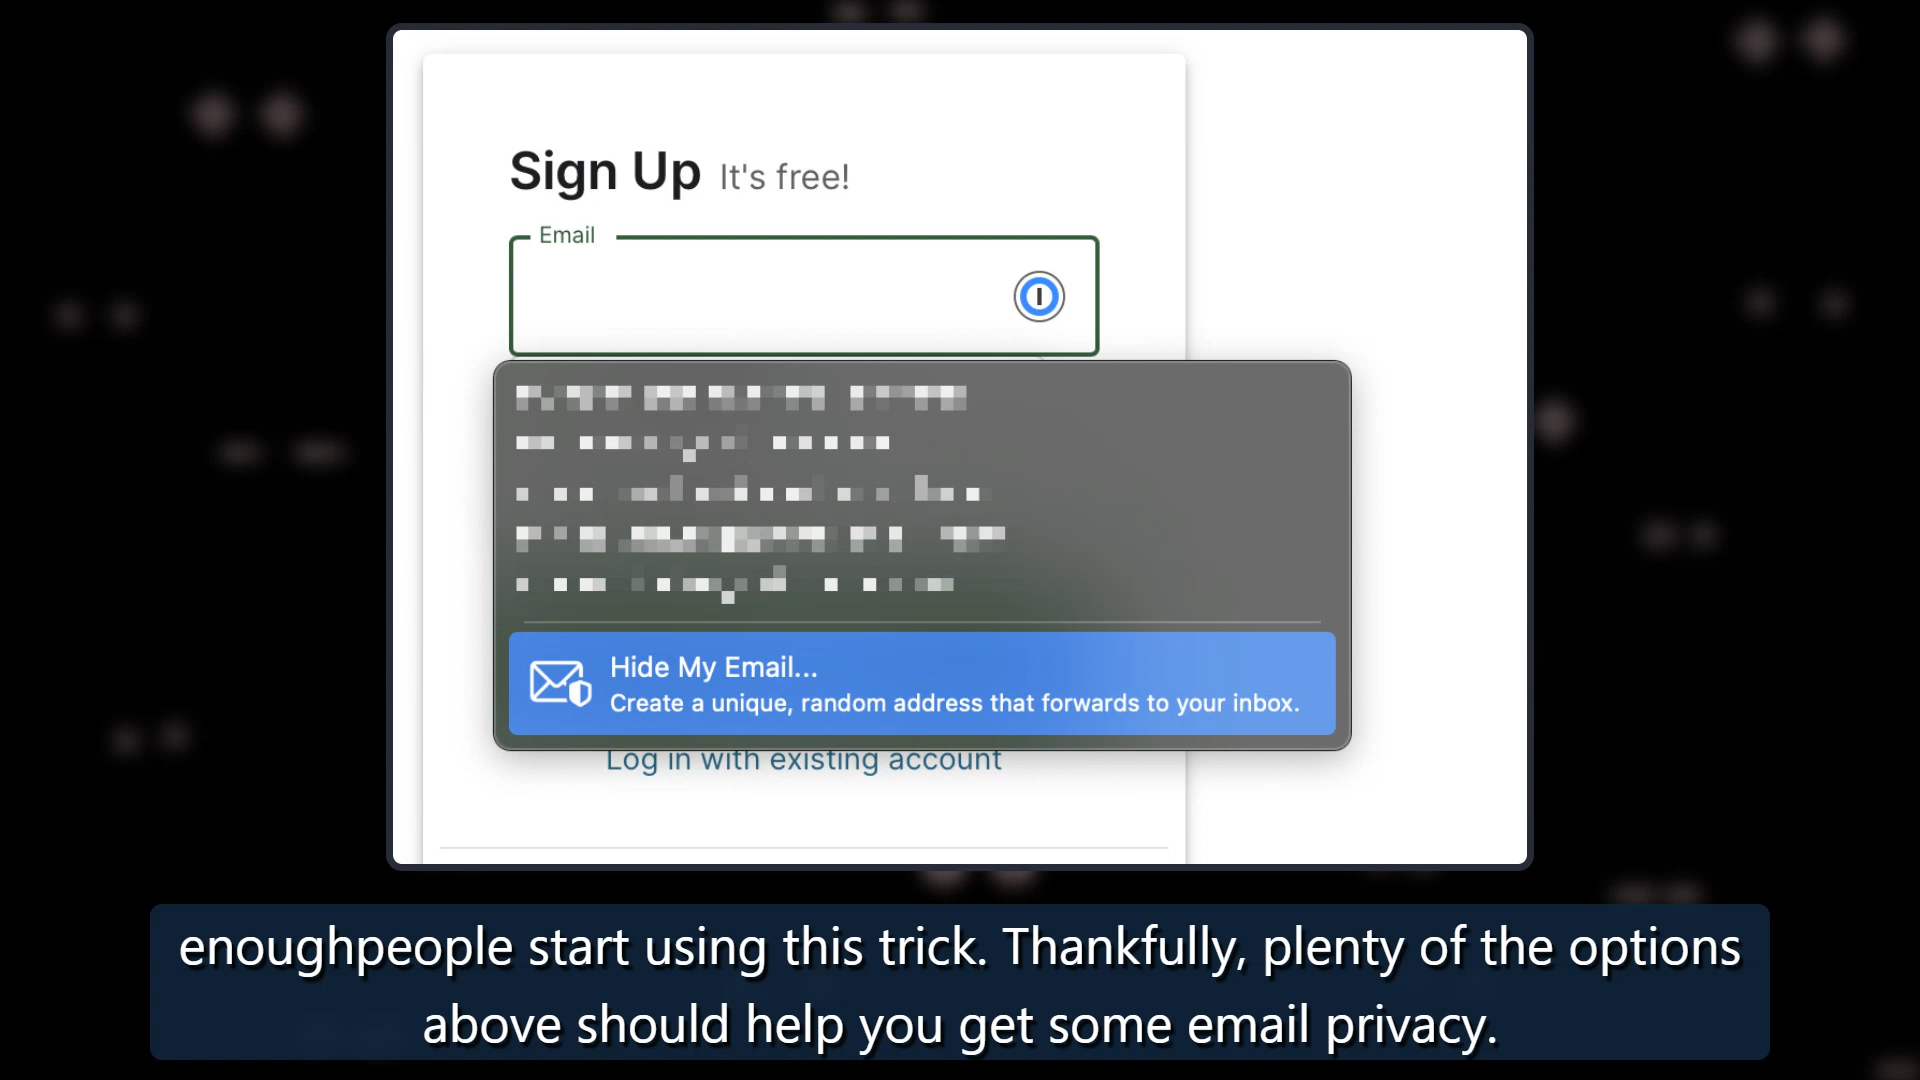 Sign Up It's free!
Email
Hide My Email...
Create a unique, random address that forwards to your inbox.
Log in with existing account
enoughpeople start using this trick. Thankfully, plenty of the options
above should help you get some email privacy.